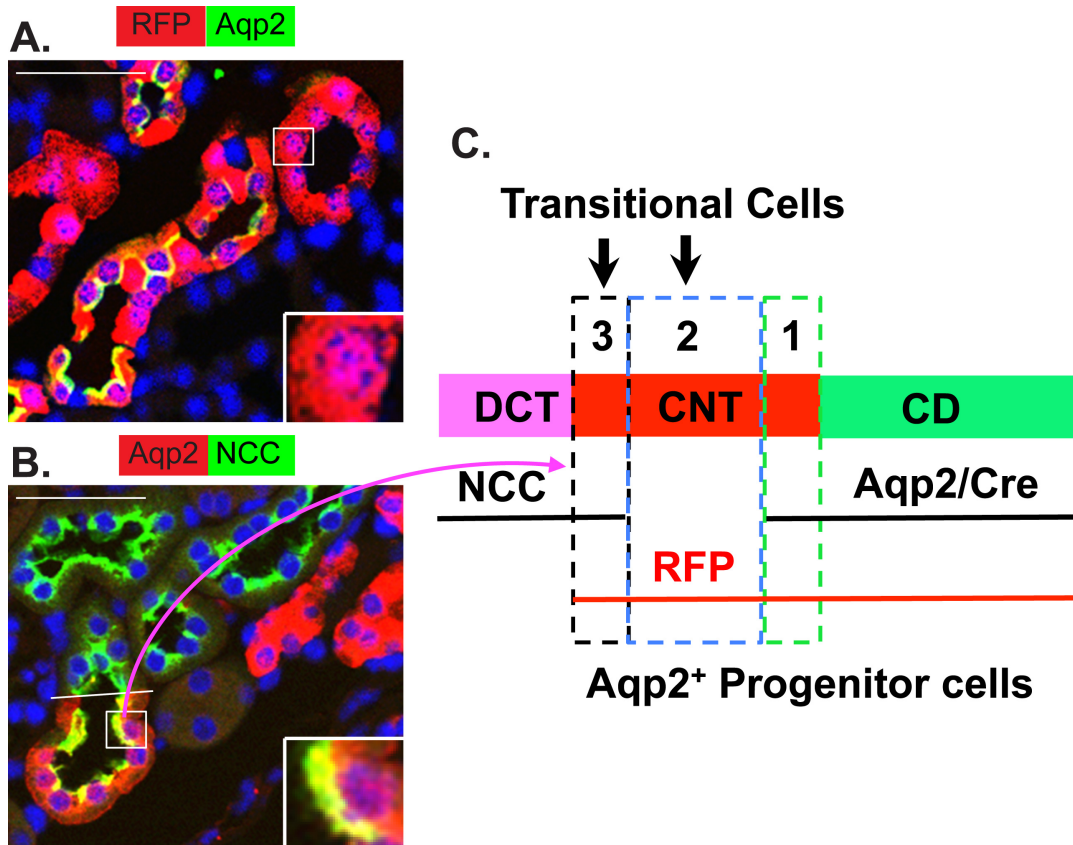 A.
RFP Aqp2
B.
Aqp2 NCC
C.
Transitional Cells
3 2 1
DCT CNT CD
NCC Aqp2/Cre
RFP
Aqp2⁺ Progenitor cells